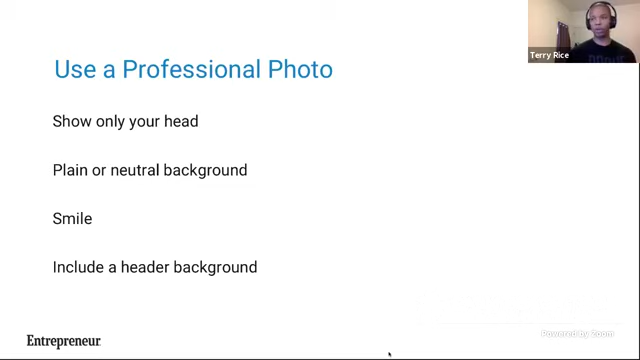 Terry Rice
Use a Professional Photo
Show only your head
Plain or neutral background
Smile
Include a header background
Entrepreneur
Powered by Zoom